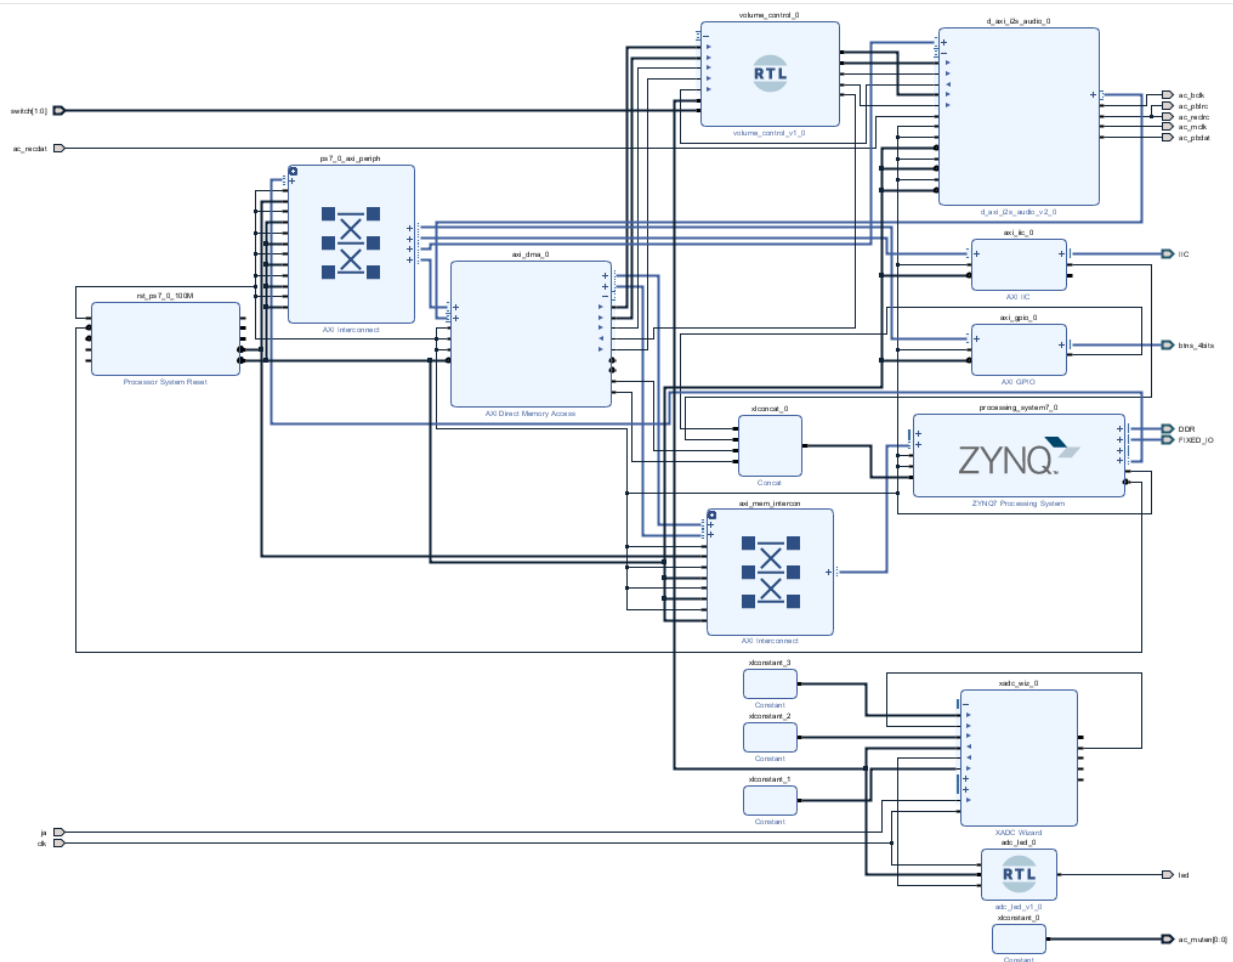 volume_control_0
RTL
volume_control_v1_0
d_axi_i2s_audio_0
d_axi_i2s_audio_v2_0
switch[1:0]
ac_recdat
ac_bclk
ac_pblrc
ac_reclrc
ac_mclk
ac_pbdat
ps7_0_axi_periph
AXI Interconnect
axi_dma_0
AXI Direct Memory Access
rst_ps7_0_100M
Processor System Reset
axi_iic_0
AXI IIC
IIC
axi_gpio_0
AXI GPIO
btns_4bits
xlconcat_0
Concat
processing_system7_0
ZYNQ
ZYNQ7 Processing System
DDR
FIXED_IO
axi_mem_intercon
AXI Interconnect
xlconstant_3
Constant
xlconstant_2
Constant
xlconstant_1
Constant
xadc_wiz_0
XADC Wizard
ja
clk
adc_led_0
RTL
adc_led_v1_0
led
xlconstant_0
Constant
ac_muten[0:0]